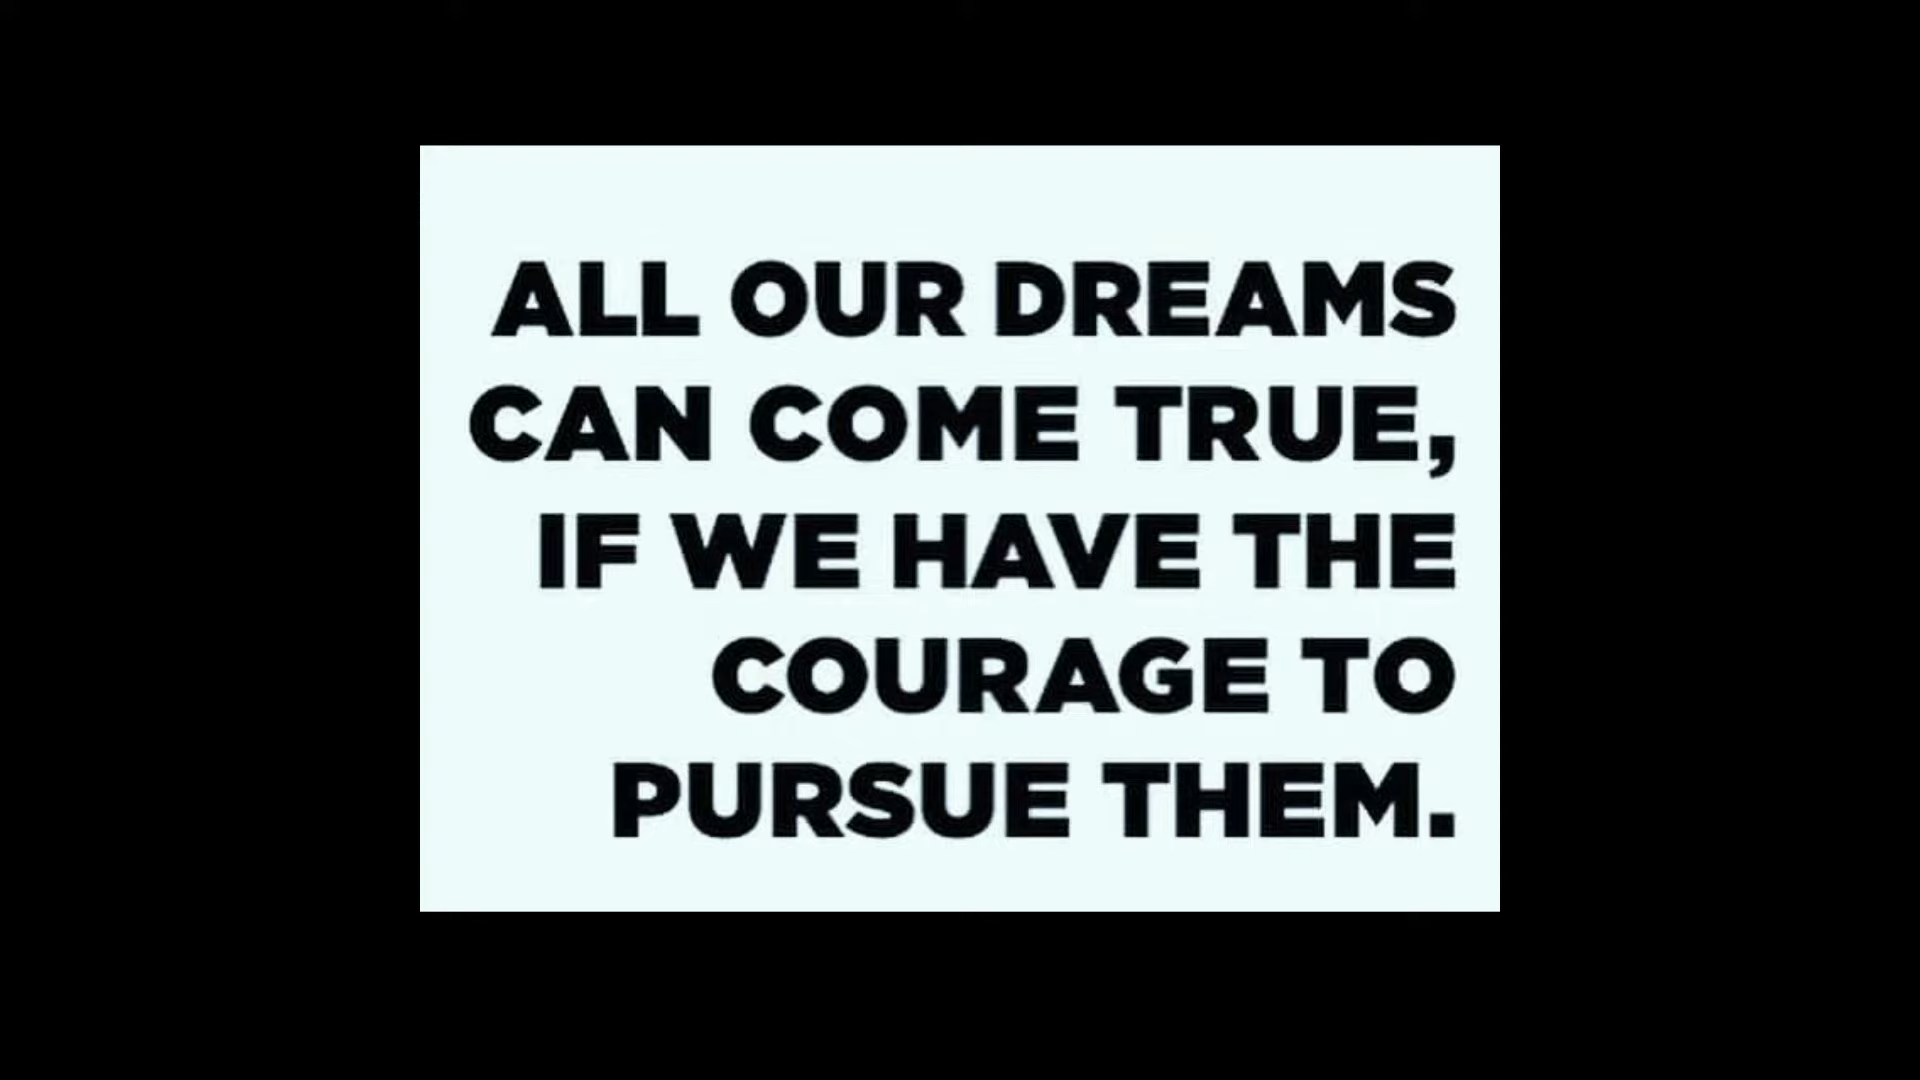 ALL OUR DREAMS
CAN COME TRUE,
IF WE HAVE THE
COURAGE TO
PURSUE THEM.